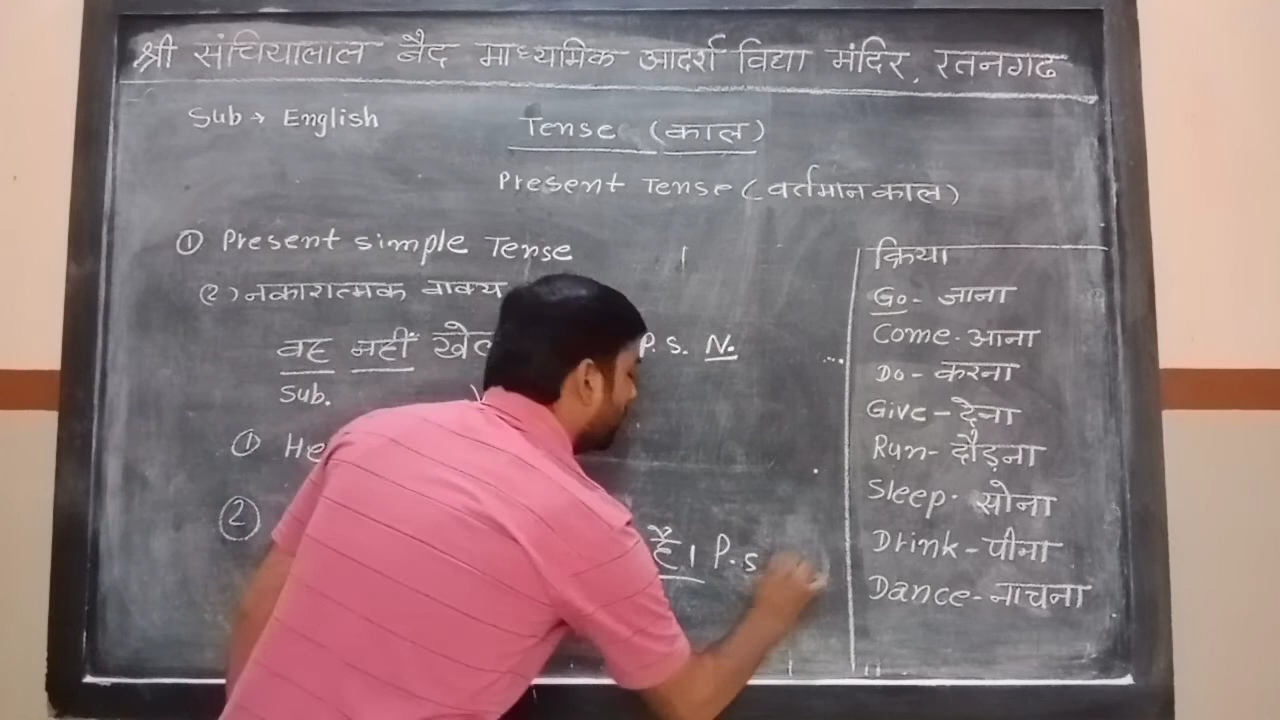 श्री संचियालाल बैद माध्यमिक आदर्श विद्या मंदिर, रतनगढ
Sub → English
Tense (काल)
Present Tense (वर्तमान काल)
① Present simple Tense
(२) नकारात्मक वाक्य
वह नहीं P.S. N.
Sub.
① He
② है। P.S
क्रिया
Go - जाना
Come - आना
Do - करना
Give - देना
Run - दौड़ना
Sleep - सोना
Drink - पीना
Dance - नाचना